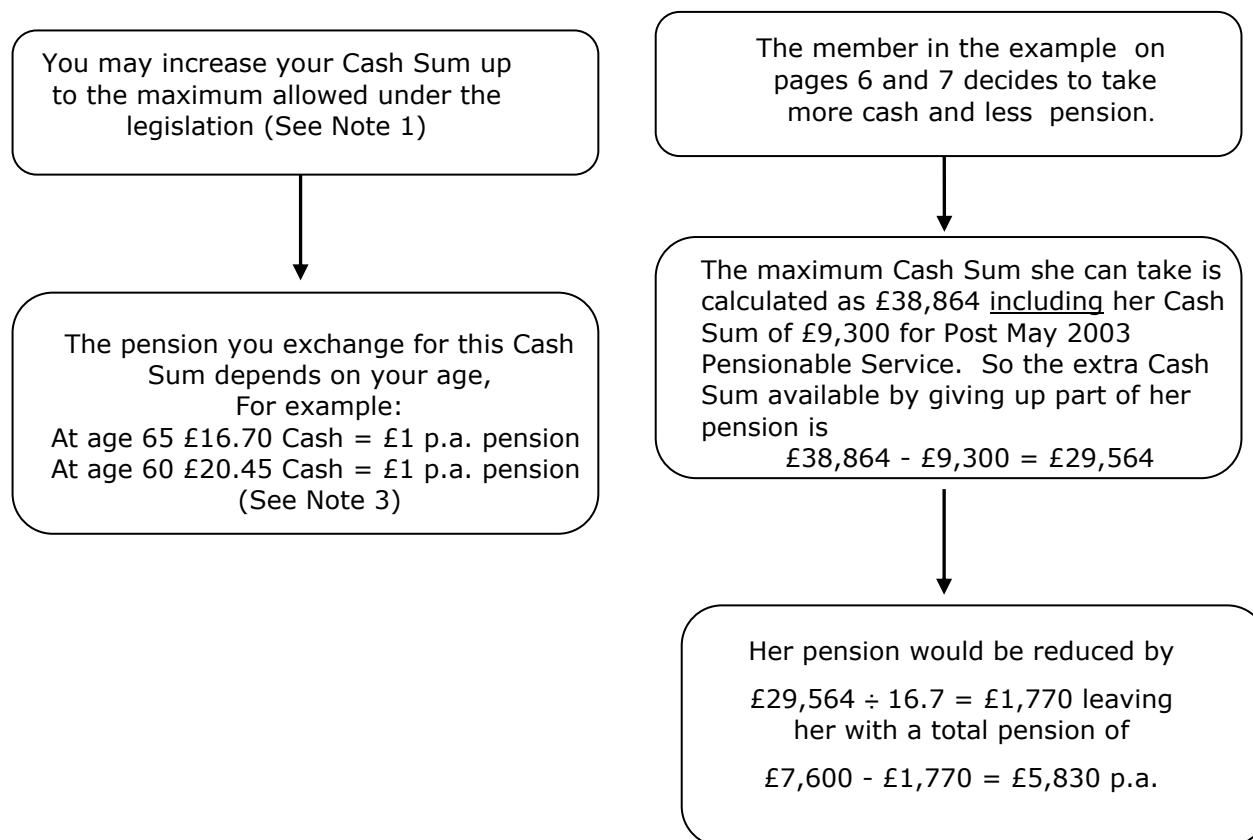 You may increase your Cash Sum up
to the maximum allowed under the
legislation (See Note 1)
The pension you exchange for this Cash
Sum depends on your age,
For example:
At age 65 £16.70 Cash = £1 p.a. pension
At age 60 £20.45 Cash = £1 p.a. pension
(See Note 3)
The member in the example on
pages 6 and 7 decides to take
more cash and less pension.
The maximum Cash Sum she can take is
calculated as £38,864 including her Cash
Sum of £9,300 for Post May 2003
Pensionable Service. So the extra Cash
Sum available by giving up part of her
pension is
£38,864 - £9,300 = £29,564
Her pension would be reduced by
£29,564 ÷ 16.7 = £1,770 leaving
her with a total pension of
£7,600 - £1,770 = £5,830 p.a.